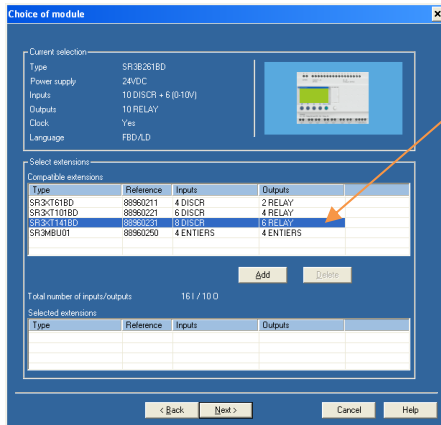 Choice of module
Current selection
Type SR3B261BD
Power supply 24VDC
Inputs 10 DISCR + 6 (0-10V)
Outputs 10 RELAY
Clock Yes
Language FBD/LD
Select extensions
Compatible extensions
Type Reference Inputs Outputs
SR3XT61BD 88960211 4 DISCR 2 RELAY
SR3XT101BD 88960221 6 DISCR 4 RELAY
SR3XT141BD 88960231 8 DISCR 6 RELAY
SR3MBU01 88960250 4 ENTIERS 4 ENTIERS
Add Delete
Total number of inputs/outputs 16 I / 10 O
Selected extensions
Type Reference Inputs Outputs
< Back Next > Cancel Help